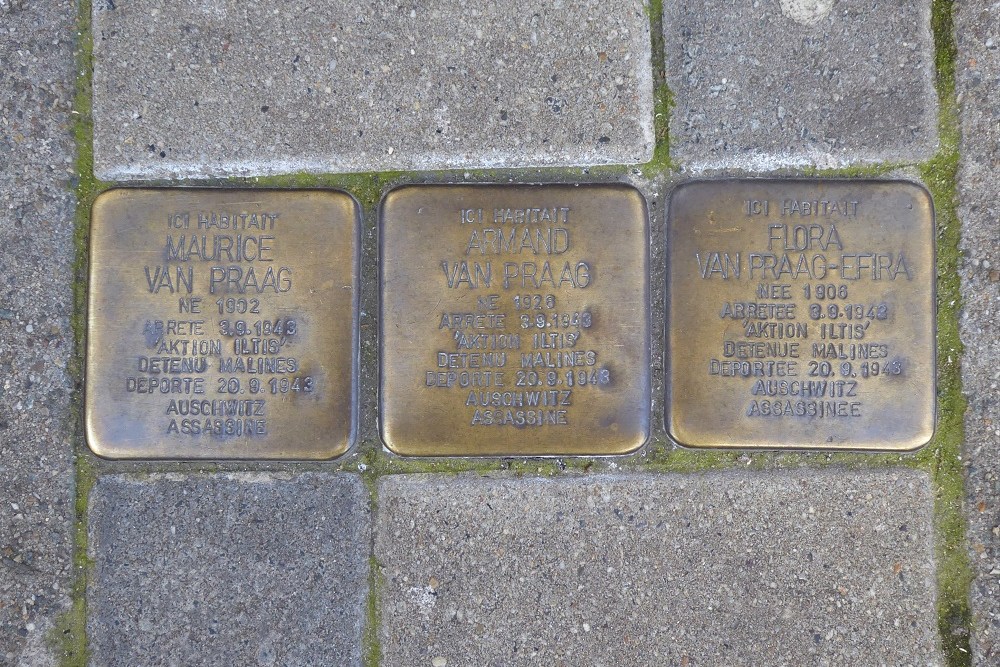 ICI HABITAIT
MAURICE
VAN PRAAG
NE 1902
ARRETE 3.9.1943
'AKTION ILTIS'
DETENU MALINES
DEPORTE 20.9.1943
AUSCHWITZ
ASSASSINE
ICI HABITAIT
ARMAND
VAN PRAAG
NE 1926
ARRETE 3.9.1943
'AKTION ILTIS'
DETENU MALINES
DEPORTE 20.9.1943
AUSCHWITZ
ASSASSINE
ICI HABITAIT
FLORA
VAN PRAAG-EFIRA
NEE 1906
ARRETEE 3.9.1943
'AKTION ILTIS'
DETENUE MALINES
DEPORTEE 20.9.1943
AUSCHWITZ
ASSASSINEE